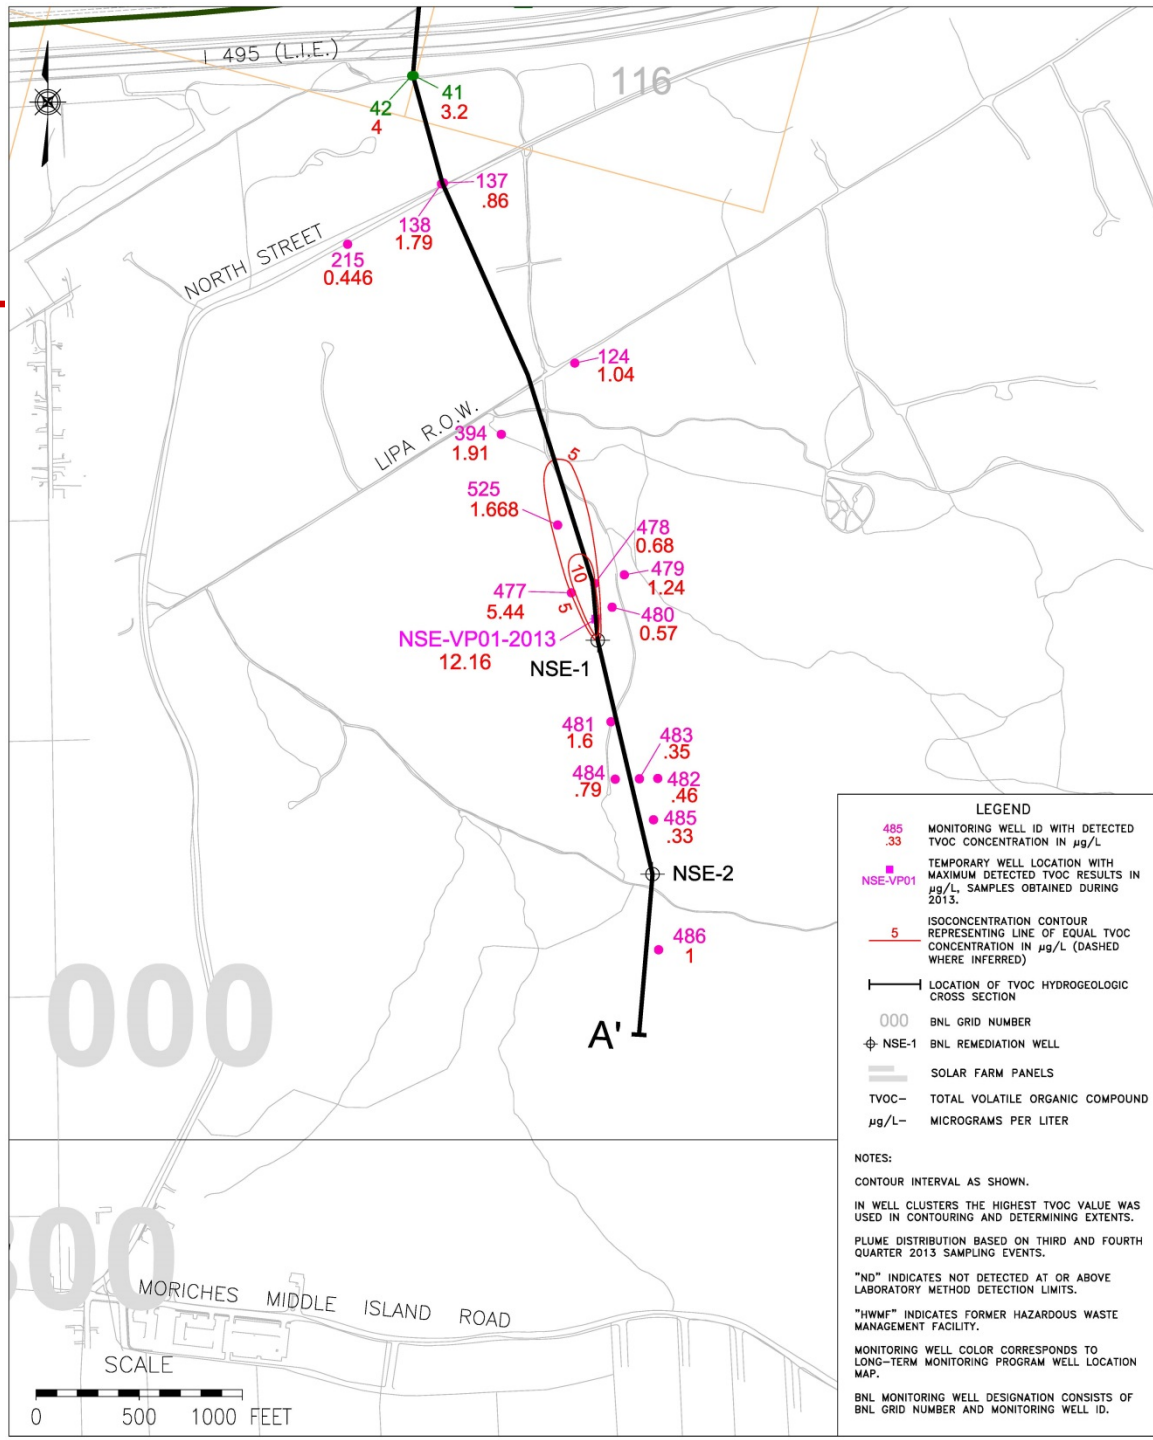 I 495 (L.I.E.)
116
41
3.2
42
4
137
.86
138
1.79
NORTH STREET
215
0.446
124
1.04
LIPA R.O.W.
394
1.91
5
525
1.668
478
0.68
10
479
1.24
477
5.44
5
480
0.57
NSE-VP01-2013
12.16
NSE-1
481
1.6
483
.35
484
.79
482
.46
485
.33
NSE-2
486
1
A'
000
00
MORICHES MIDDLE ISLAND ROAD
SCALE
0 500 1000 FEET
LEGEND
485
.33
MONITORING WELL ID WITH DETECTED
TVOC CONCENTRATION IN µg/L
NSE-VP01
TEMPORARY WELL LOCATION WITH
MAXIMUM DETECTED TVOC RESULTS IN
µg/L, SAMPLES OBTAINED DURING
2013.
5
ISOCONCENTRATION CONTOUR
REPRESENTING LINE OF EQUAL TVOC
CONCENTRATION IN µg/L (DASHED
WHERE INFERRED)
LOCATION OF TVOC HYDROGEOLOGIC
CROSS SECTION
000 BNL GRID NUMBER
NSE-1 BNL REMEDIATION WELL
SOLAR FARM PANELS
TVOC- TOTAL VOLATILE ORGANIC COMPOUND
µg/L- MICROGRAMS PER LITER
NOTES:
CONTOUR INTERVAL AS SHOWN.
IN WELL CLUSTERS THE HIGHEST TVOC VALUE WAS
USED IN CONTOURING AND DETERMINING EXTENTS.
PLUME DISTRIBUTION BASED ON THIRD AND FOURTH
QUARTER 2013 SAMPLING EVENTS.
"ND" INDICATES NOT DETECTED AT OR ABOVE
LABORATORY METHOD DETECTION LIMITS.
"HWMF" INDICATES FORMER HAZARDOUS WASTE
MANAGEMENT FACILITY.
MONITORING WELL COLOR CORRESPONDS TO
LONG-TERM MONITORING PROGRAM WELL LOCATION
MAP.
BNL MONITORING WELL DESIGNATION CONSISTS OF
BNL GRID NUMBER AND MONITORING WELL ID.